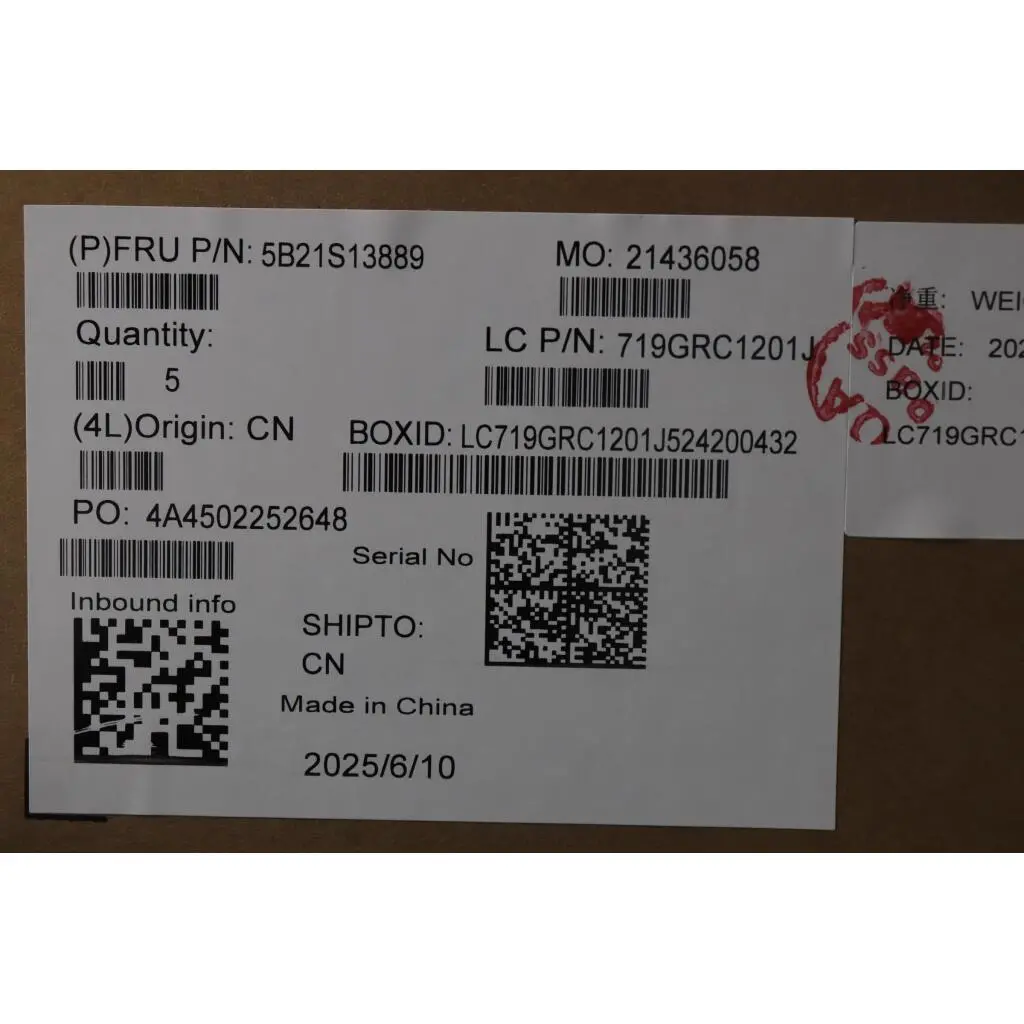 (P)FRU P/N: 5B21S13889
MO: 21436058
Quantity:
5
LC P/N: 719GRC1201J
(4L)Origin: CN
BOXID: LC719GRC1201J524200432
PO: 4A4502252648
Serial No
Inbound info
SHIPTO:
CN
Made in China
2025/6/10
净重: WEI
DATE: 202
BOXID:
LC719GRC1